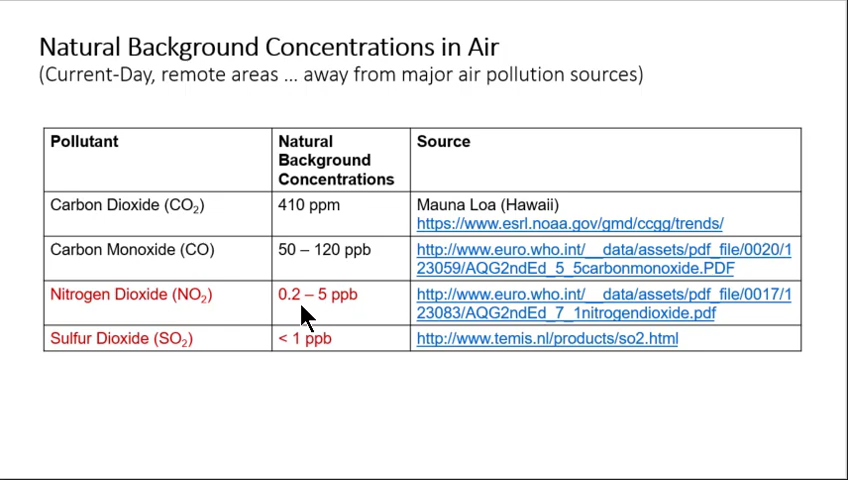 Natural Background Concentrations in Air
(Current-Day, remote areas ... away from major air pollution sources)
Pollutant
Natural
Background
Concentrations
Source
Carbon Dioxide (CO₂)
410 ppm
Mauna Loa (Hawaii)
https://www.esrl.noaa.gov/gmd/ccgg/trends/
Carbon Monoxide (CO)
50 – 120 ppb
http://www.euro.who.int/__data/assets/pdf_file/0020/1
23059/AQG2ndEd_5_5carbonmonoxide.PDF
Nitrogen Dioxide (NO₂)
0.2 – 5 ppb
http://www.euro.who.int/__data/assets/pdf_file/0017/1
23083/AQG2ndEd_7_1nitrogendioxide.pdf
Sulfur Dioxide (SO₂)
< 1 ppb
http://www.temis.nl/products/so2.html